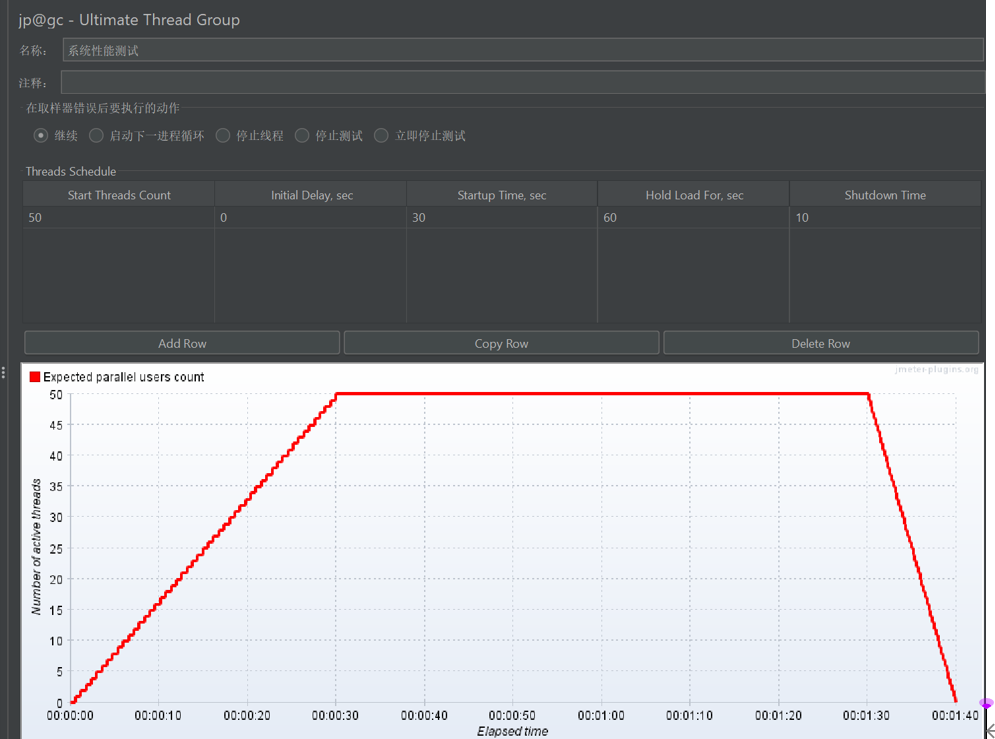 jp@gc - Ultimate Thread Group
名称： 系统性能测试
注释：
在取样器错误后要执行的动作
继续 启动下一进程循环 停止线程 停止测试 立即停止测试
Threads Schedule
Start Threads Count Initial Delay, sec Startup Time, sec Hold Load For, sec Shutdown Time
50 0 30 60 10
Add Row Copy Row Delete Row
jmeter-plugins.org
Expected parallel users count
50
45
40
35
30
25
20
15
10
5
0
Number of active threads
00:00:00 00:00:10 00:00:20 00:00:30 00:00:40 00:00:50 00:01:00 00:01:10 00:01:20 00:01:30 00:01:40
Elapsed time